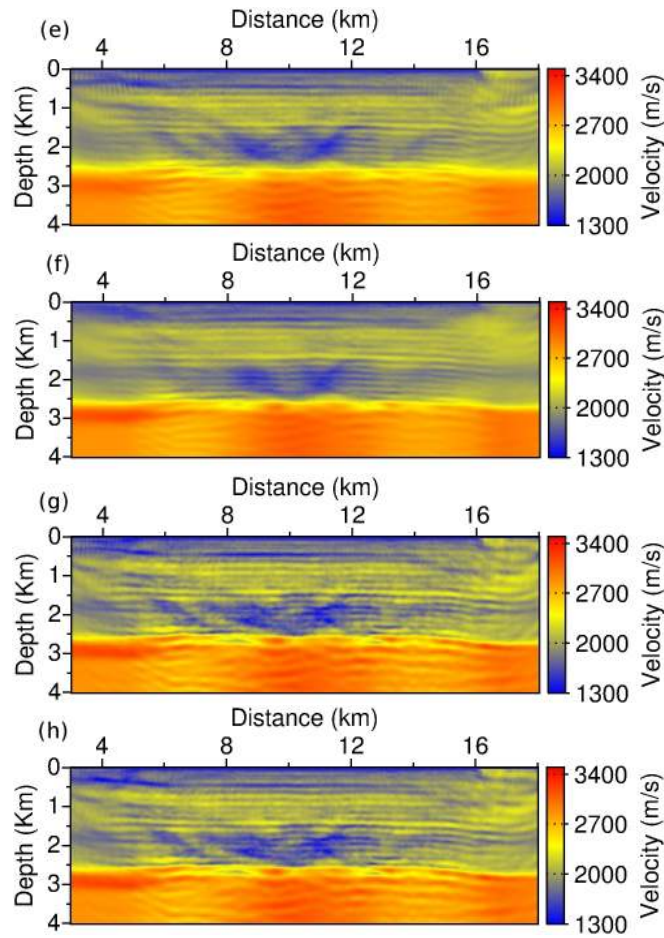 (e)
Distance (km)
4 8 12 16
Depth (Km)
0
1
2
3
4
3400
2700
2000
1300
Velocity (m/s)
(f)
Distance (km)
4 8 12 16
Depth (Km)
0
1
2
3
4
3400
2700
2000
1300
Velocity (m/s)
(g)
Distance (km)
4 8 12 16
Depth (Km)
0
1
2
3
4
3400
2700
2000
1300
Velocity (m/s)
(h)
Distance (km)
4 8 12 16
Depth (Km)
0
1
2
3
4
3400
2700
2000
1300
Velocity (m/s)